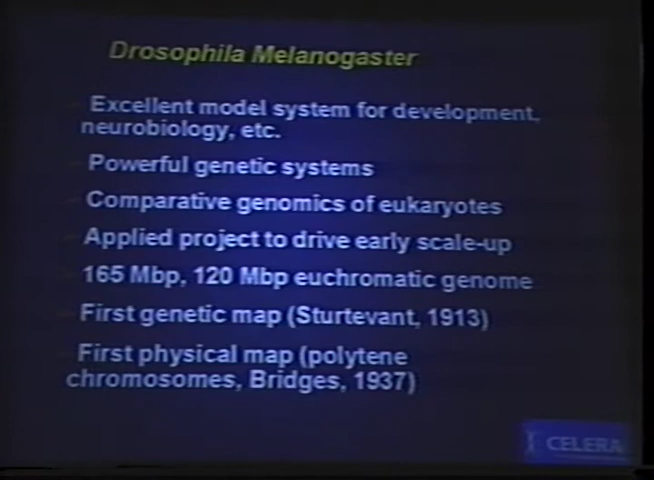 Drosophila Melanogaster
Excellent model system for development,
neurobiology, etc.
Powerful genetic systems
Comparative genomics of eukaryotes
Applied project to drive early scale-up
165 Mbp, 120 Mbp euchromatic genome
First genetic map (Sturtevant, 1913)
First physical map (polytene
chromosomes, Bridges, 1937)
CELERA